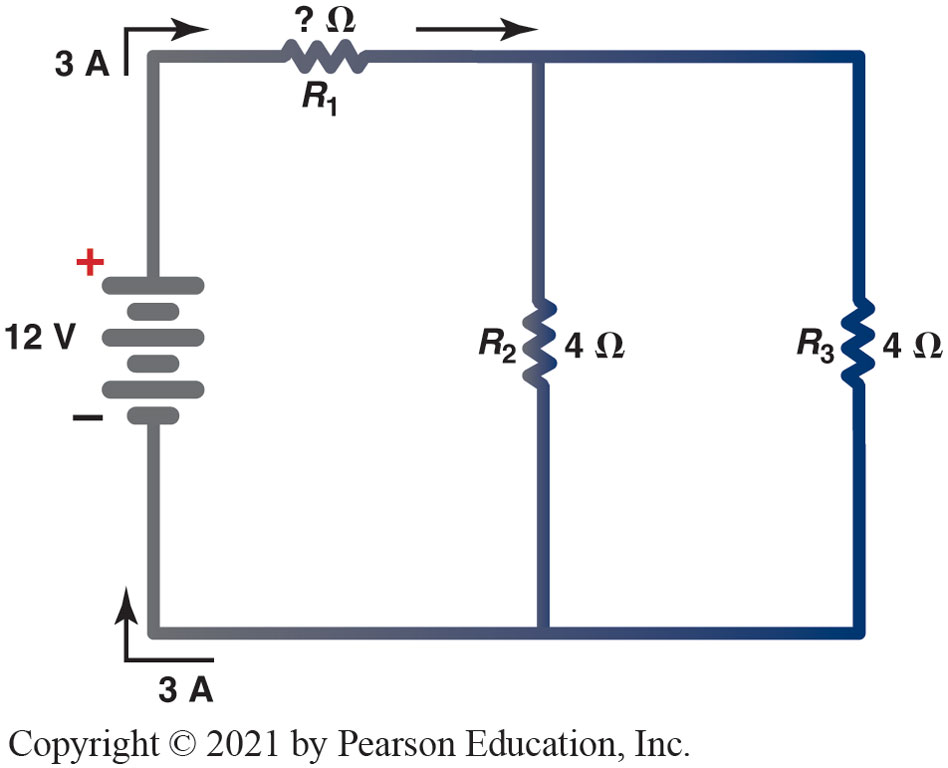 ? Ω
3 A
R1
+
12 V
R2 4 Ω
R3 4 Ω
−
3 A
Copyright © 2021 by Pearson Education, Inc.